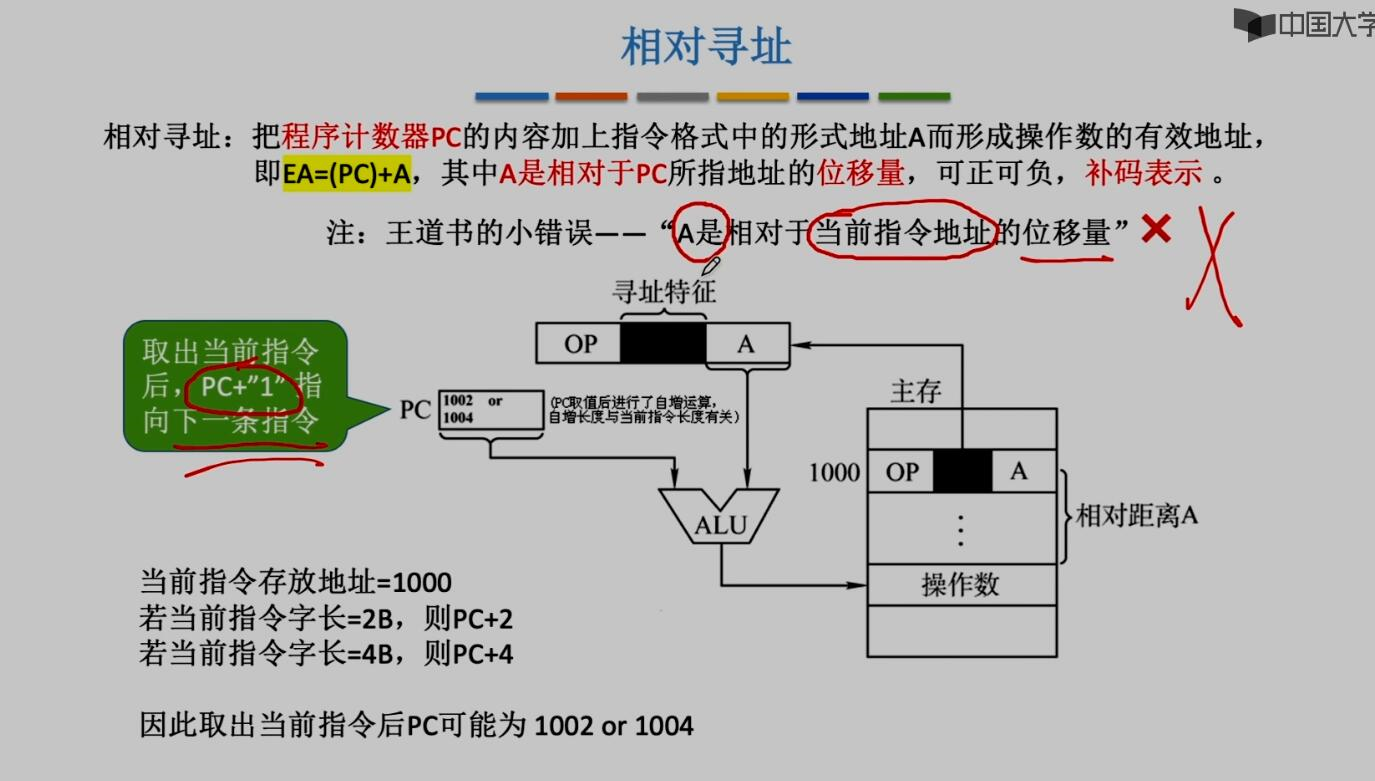 中国大学
相对寻址
相对寻址：把程序计数器PC的内容加上指令格式中的形式地址A而形成操作数的有效地址，
即EA=(PC)+A，其中A是相对于PC所指地址的位移量，可正可负，补码表示 。
注：王道书的小错误——“A是相对于当前指令地址的位移量”
寻址特征
OP A
取出当前指令
后，PC+”1” 指
向下一条指令
PC
1002 or
1004
(PC取值后进行了自增运算，
自增长度与当前指令长度有关)
主存
1000 OP A
相对距离A
ALU
操作数
当前指令存放地址=1000
若当前指令字长=2B，则PC+2
若当前指令字长=4B，则PC+4
因此取出当前指令后PC可能为 1002 or 1004